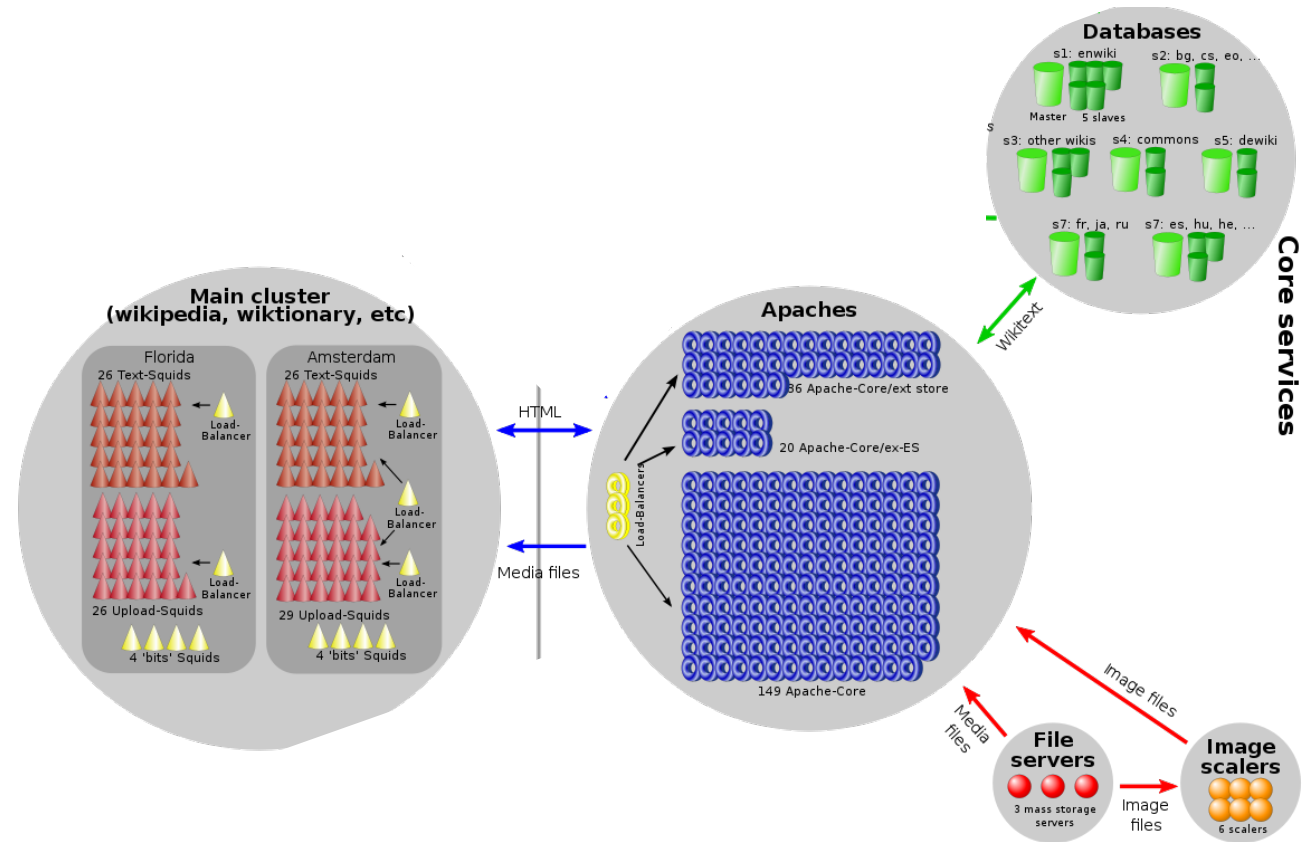 Databases
s1: enwiki
s2: bg, cs, eo, ...
Master
5 slaves
s
s3: other wikis
s4: commons
s5: dewiki
s7: fr, ja, ru
s7: es, hu, he, ...
Core services
Wikitext
Main cluster
(wikipedia, wiktionary, etc)
Florida
26 Text-Squids
Load-
Balancer
Load-
Balancer
26 Upload-Squids
4 'bits' Squids
Amsterdam
26 Text-Squids
Load-
Balancer
Load-
Balancer
Load-
Balancer
29 Upload-Squids
4 'bits' Squids
HTML
Media files
Apaches
36 Apache-Core/ext store
20 Apache-Core/ex-ES
Load-Balancers
149 Apache-Core
Image files
Media
files
File
servers
3 mass storage
servers
Image
files
Image
scalers
6 scalers